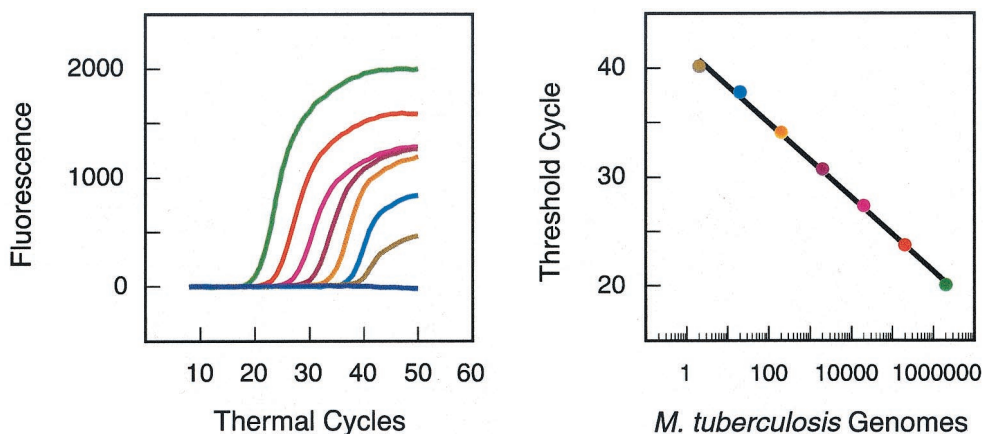 Fluorescence
2000
1000
0
10 20 30 40 50 60
Thermal Cycles
Threshold Cycle
40
30
20
1 100 10000 1000000
M. tuberculosis Genomes